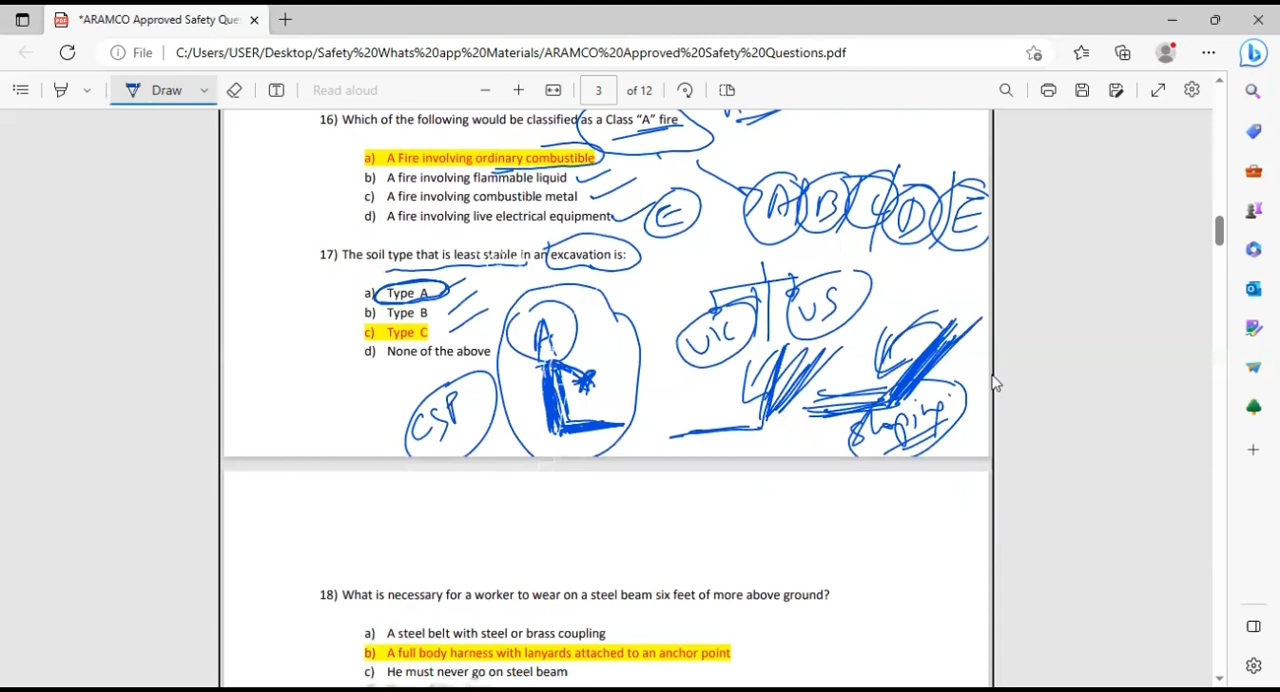 *ARAMCO Approved Safety Que
File C:/Users/USER/Desktop/Safety%20Whats%20app%20Materials/ARAMCO%20Approved%20Safety%20Questions.pdf
Draw Read aloud 3 of 12
16) Which of the following would be classified as a Class “A” fire
a) A Fire involving ordinary combustible
b) A fire involving flammable liquid
c) A fire involving combustible metal
d) A fire involving live electrical equipment
E
A B C D E
17) The soil type that is least stable in an excavation is:
a) Type A
b) Type B
c) Type C
d) None of the above
A
US
CSP
18) What is necessary for a worker to wear on a steel beam six feet of more above ground?
a) A steel belt with steel or brass coupling
b) A full body harness with lanyards attached to an anchor point
c) He must never go on steel beam